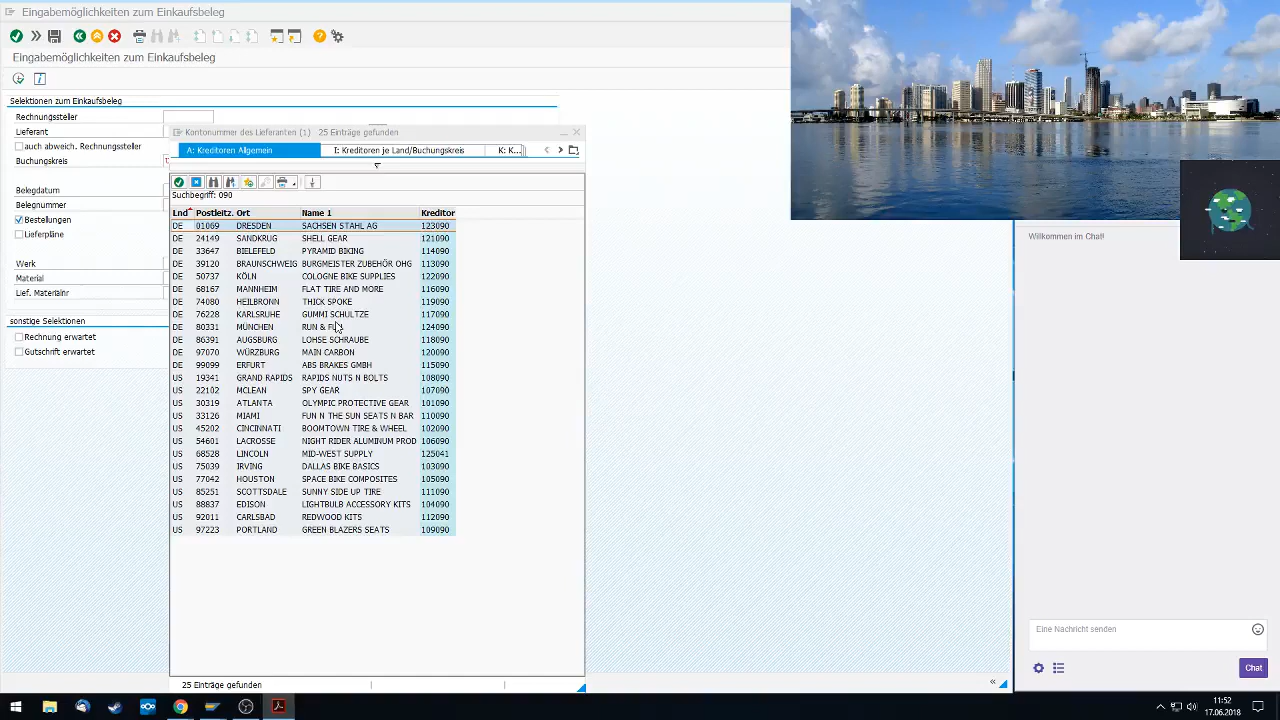 Eingabemöglichkeiten zum Einkaufsbeleg
Eingabemöglichkeiten zum Einkaufsbeleg
Selektionen zum Einkaufsbeleg
Rechnungssteller
Lieferant
auch abweich. Rechnungssteller
Buchungskreis
Belegdatum
Belegnummer
Bestellungen
Lieferpläne
Werk
Material
Lief. Materialnr
sonstige Selektionen
Rechnung erwartet
Gutschrift erwartet
Kontonummer des Lieferanten (1) 25 Einträge gefunden
A: Kreditoren Allgemein I: Kreditoren je Land/Buchungskreis K: K...
Suchbegriff: 090
Lnd Postleitz. Ort Name 1 Kreditor
DE 01069 DRESDEN SACHSEN STAHL AG 123090
DE 24149 SANDKRUG SHELL GEAR 121090
DE 33647 BIELEFELD PYRAMID BIKING 114090
DE 39120 BRAUNSCHWEIG BURGMEISTER ZUBEHÖR OHG 113090
DE 50737 KÖLN COLOGNE BIKE SUPPLIES 122090
DE 68167 MANNHEIM FLAT TIRE AND MORE 116090
DE 74080 HEILBRONN THICK SPOKE 119090
DE 76228 KARLSRUHE GUMMI SCHULTZE 117090
DE 80331 MÜNCHEN RUN & FUN 124090
DE 86391 AUGSBURG LOHSE SCHRAUBE 118090
DE 97070 WÜRZBURG MAIN CARBON 120090
DE 99099 ERFURT ABS BRAKES GMBH 115090
US 19341 GRAND RAPIDS RAPIDS NUTS N BOLTS 108090
US 22102 MCLEAN SPY GEAR 107090
US 30319 ATLANTA OLYMPIC PROTECTIVE GEAR 101090
US 33126 MIAMI FUN N THE SUN SEATS N BAR 110090
US 45202 CINCINNATI BOOMTOWN TIRE & WHEEL 102090
US 54601 LACROSSE NIGHT RIDER ALUMINUM PROD 106090
US 68528 LINCOLN MID-WEST SUPPLY 125041
US 75039 IRVING DALLAS BIKE BASICS 103090
US 77042 HOUSTON SPACE BIKE COMPOSITES 105090
US 85251 SCOTTSDALE SUNNY SIDE UP TIRE 111090
US 88837 EDISON LIGHTBULB ACCESSORY KITS 104090
US 92011 CARLSBAD REDWOOD KITS 112090
US 97223 PORTLAND GREEN BLAZERS SEATS 109090
25 Einträge gefunden
Willkommen im Chat!
Eine Nachricht senden
Chat
11:52
17.06.2018